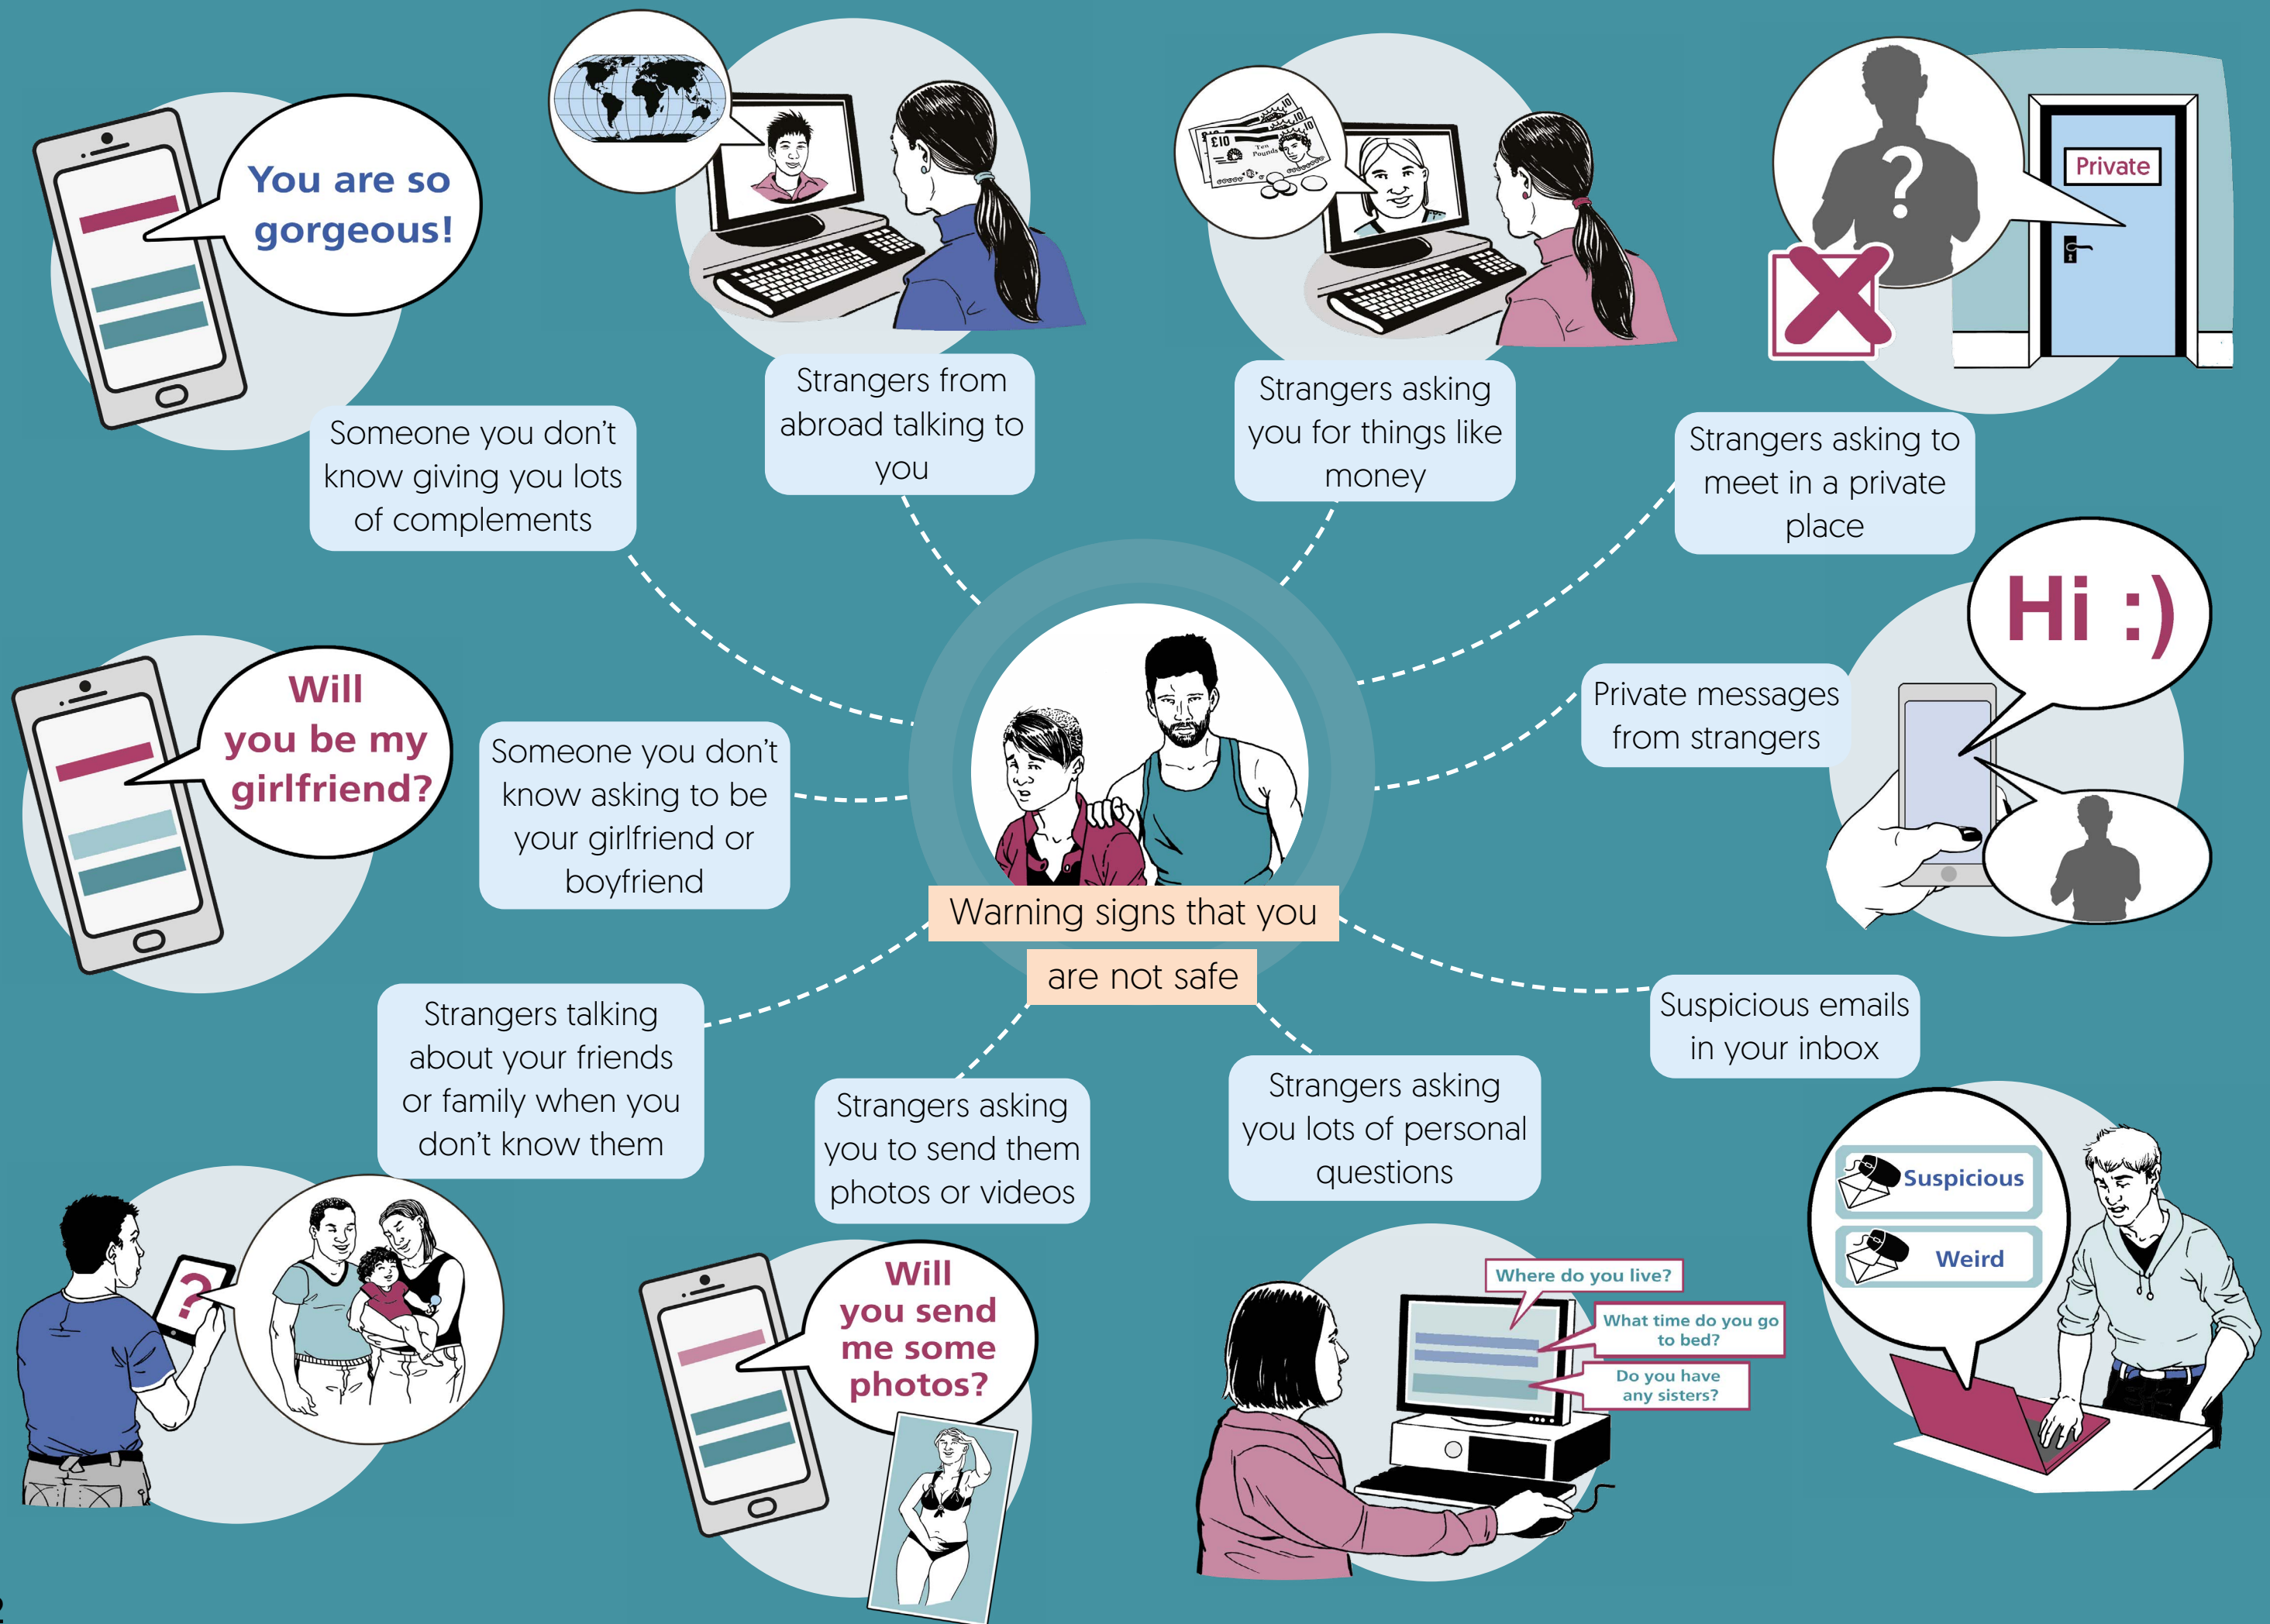 You are so
gorgeous!
Someone you don't
know giving you lots
of complements
Strangers from
abroad talking to
you
£10
Ten
Pounds
10
10
10
Strangers asking
you for things like
money
?
Private
Strangers asking to
meet in a private
place
Hi :)
Private messages
from strangers
Will
you be my
girlfriend?
Someone you don't
know asking to be
your girlfriend or
boyfriend
Warning signs that you
are not safe
Strangers talking
about your friends
or family when you
don't know them
?
Strangers asking
you to send them
photos or videos
Will
you send
me some
photos?
Strangers asking
you lots of personal
questions
Where do you live?
What time do you go
to bed?
Do you have
any sisters?
Suspicious emails
in your inbox
Suspicious
Weird